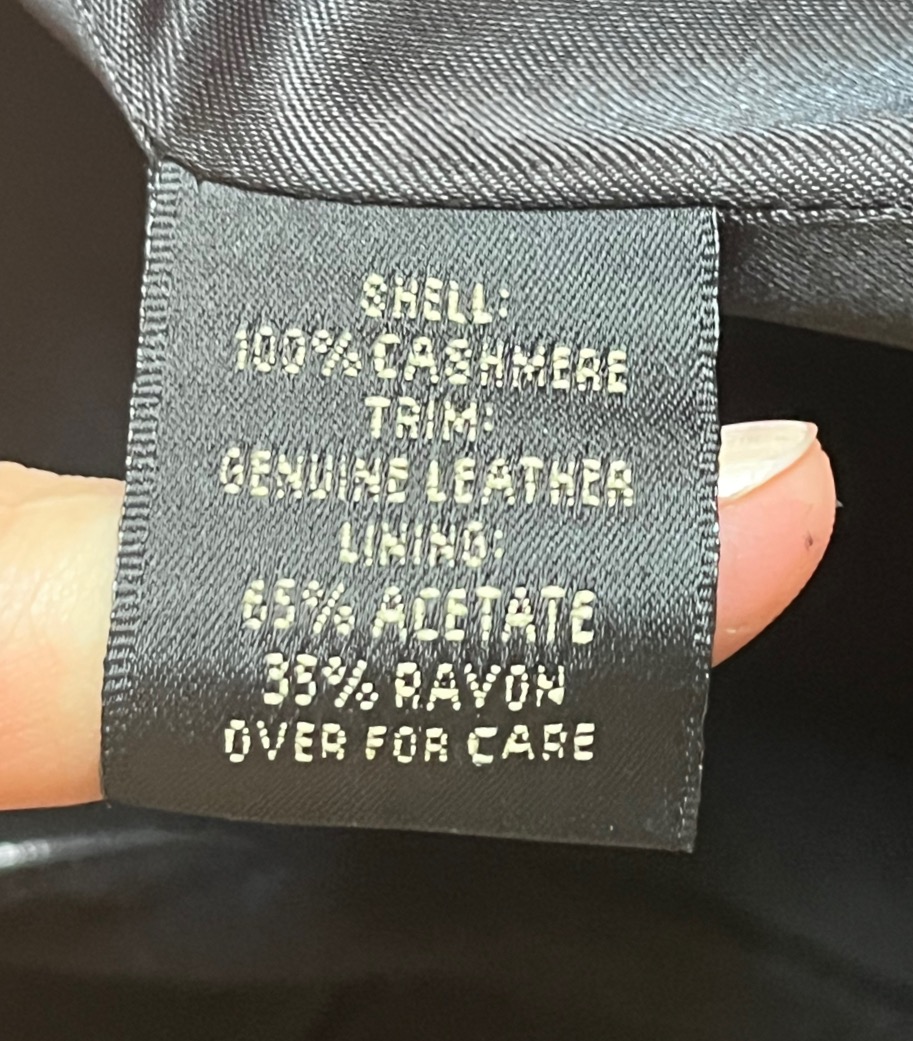 SHELL:
100% CASHMERE
TRIM:
GENUINE LEATHER
LINING:
65% ACETATE
35% RAYON
OVER FOR CARE